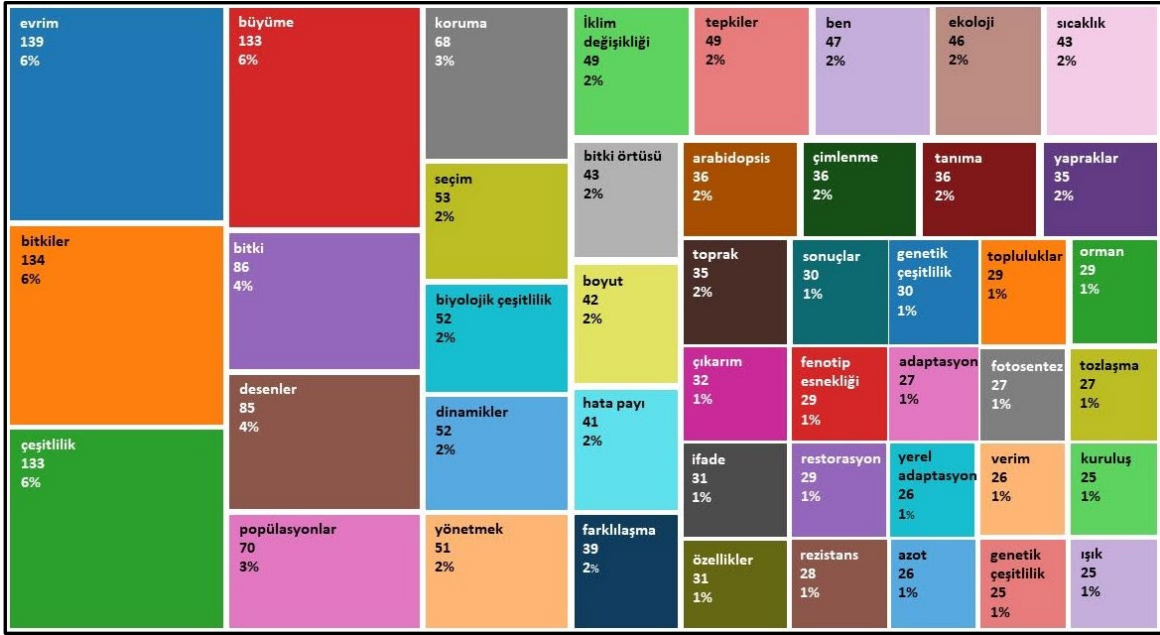 evrim
139
6%
bitkiler
134
6%
çeşitlilik
133
6%
büyüme
133
6%
bitki
86
4%
desenler
85
4%
popülasyonlar
70
3%
koruma
68
3%
seçim
53
2%
biyolojik çeşitlilik
52
2%
dinamikler
52
2%
yönetmek
51
2%
İklim
değişikliği
49
2%
tepkiler
49
2%
ben
47
2%
ekoloji
46
2%
sıcaklık
43
2%
bitki örtüsü
43
2%
boyut
42
2%
hata payı
41
2%
farklılaşma
39
2%
arabidopsis
36
2%
çimlenme
36
2%
tanıma
36
2%
yapraklar
35
2%
toprak
35
2%
sonuçlar
30
1%
genetik
çeşitlilik
30
1%
topluluklar
29
1%
orman
29
1%
çıkarım
32
1%
fenotip
esnekliği
29
1%
adaptasyon
27
1%
fotosentez
27
1%
tozlaşma
27
1%
ifade
31
1%
restorasyon
29
1%
yerel
adaptasyon
26
1%
verim
26
1%
kuruluş
25
1%
özellikler
31
1%
rezistans
28
1%
azot
26
1%
genetik
çeşitlilik
25
1%
ışık
25
1%